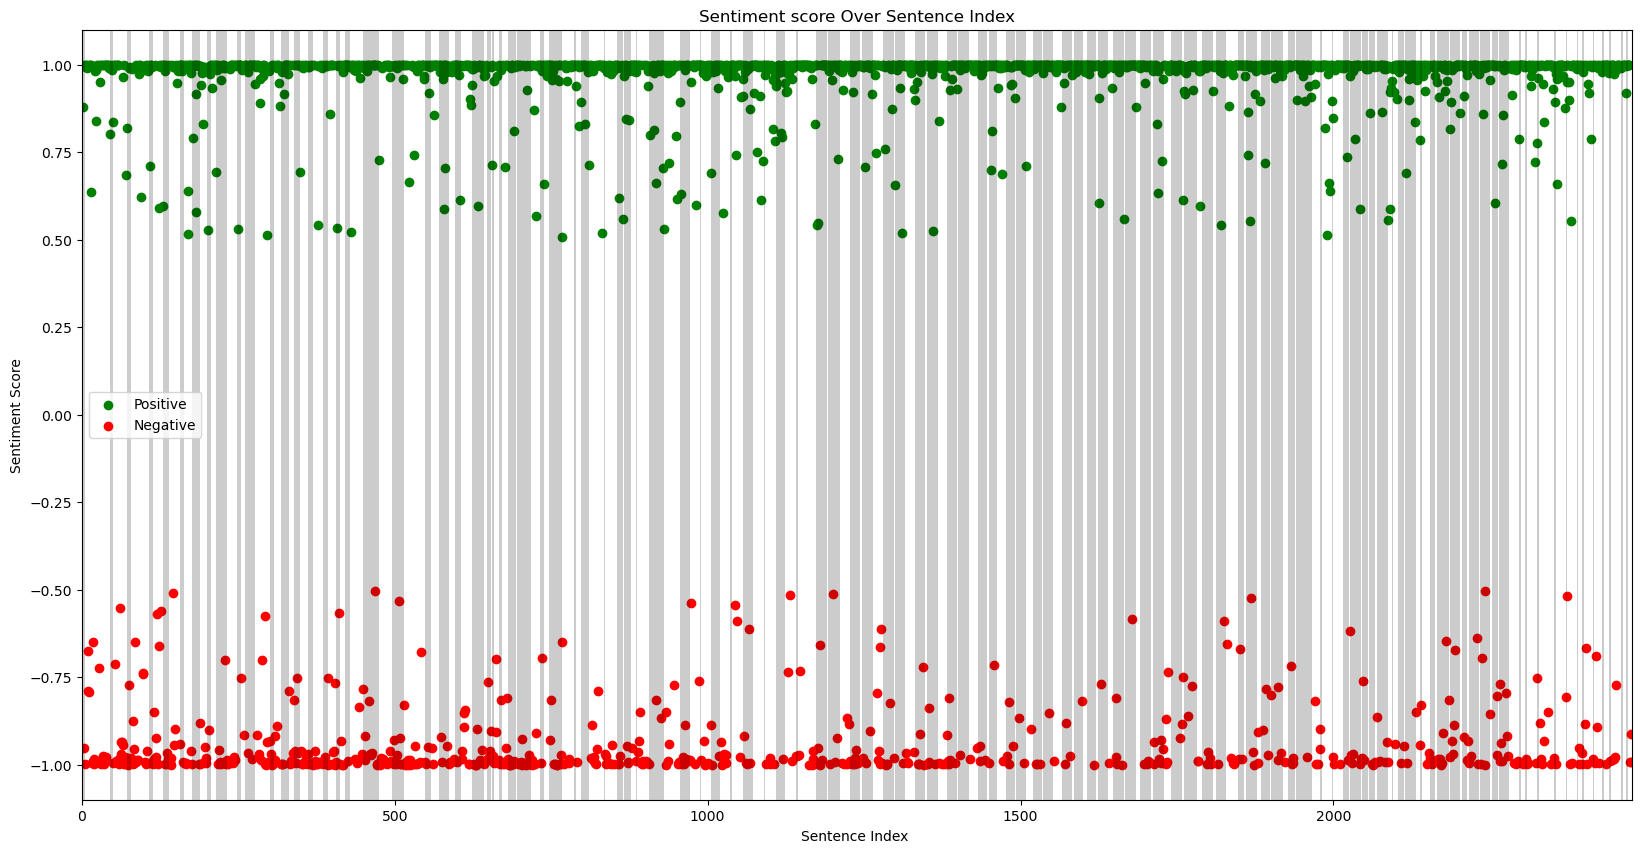 Sentiment score Over Sentence Index
1.00
0.75
0.50
0.25
0.00
−0.25
−0.50
−0.75
−1.00
Sentiment Score
Positive
Negative
0
500
1000
1500
2000
Sentence Index